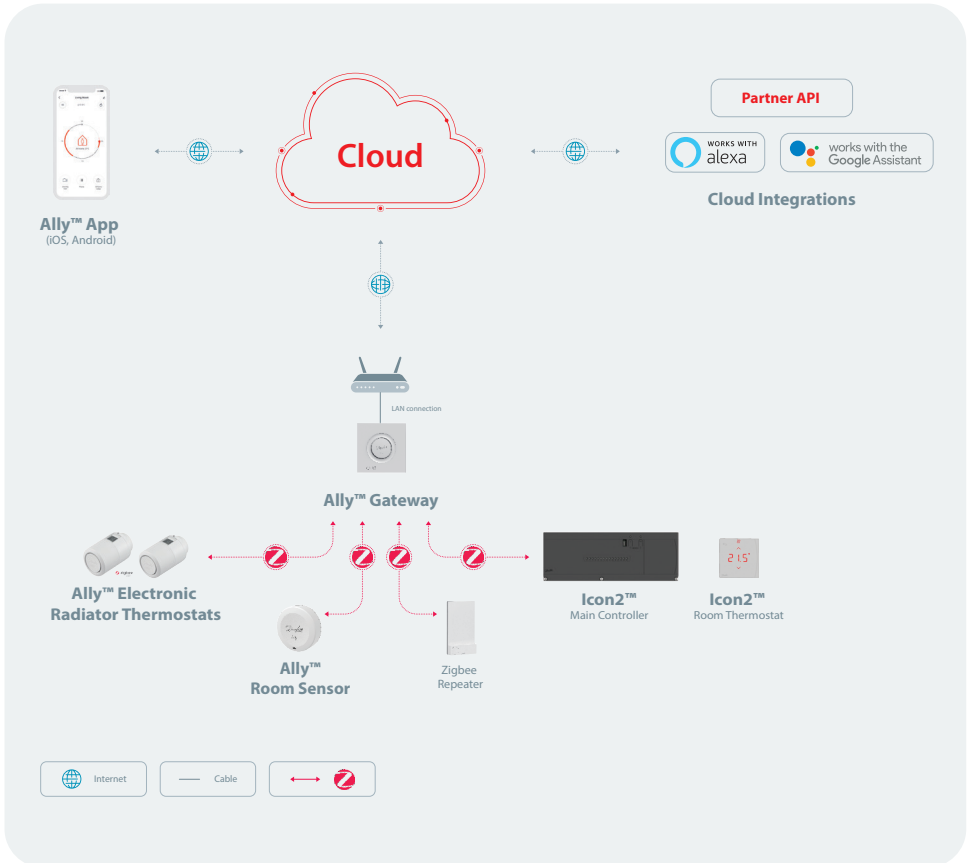 Partner API
Cloud
WORKS WITH
alexa
works with the
Google Assistant
Cloud Integrations
Ally™ App
(iOS, Android)
LAN connection
Ally™ Gateway
21.5°
Ally™ Electronic
Radiator Thermostats
Icon2™
Main Controller
Icon2™
Room Thermostat
Ally™
Room Sensor
Zigbee
Repeater
Internet
Cable